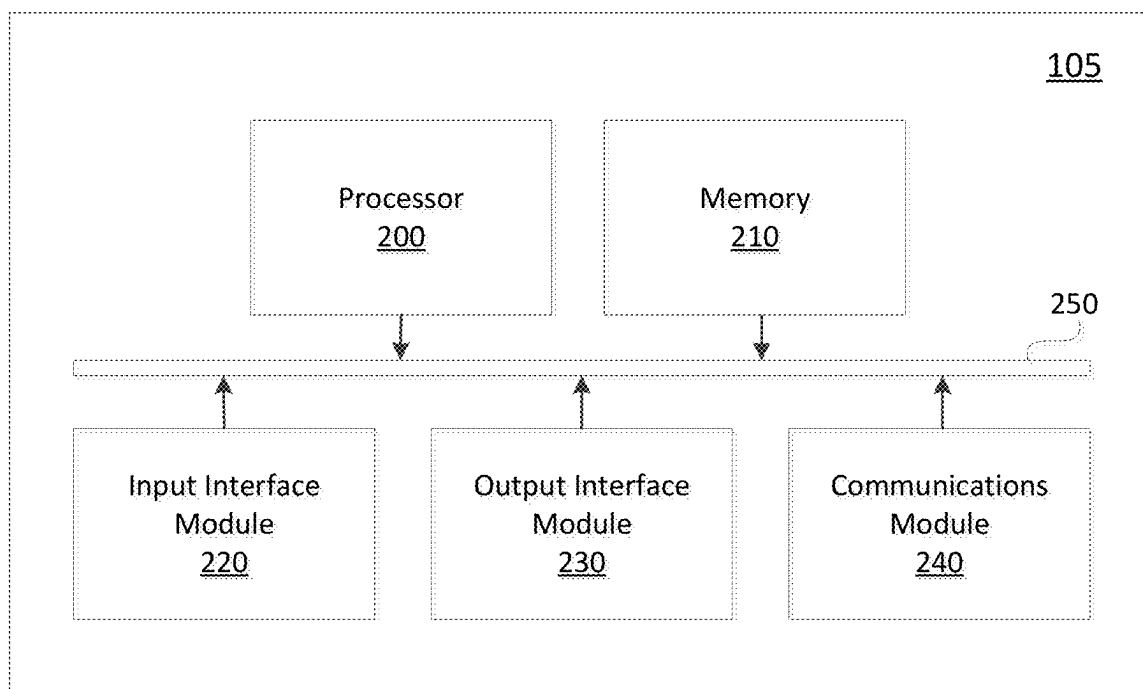 105
Processor
200
Memory
210
250
Input Interface
Module
220
Output Interface
Module
230
Communications
Module
240